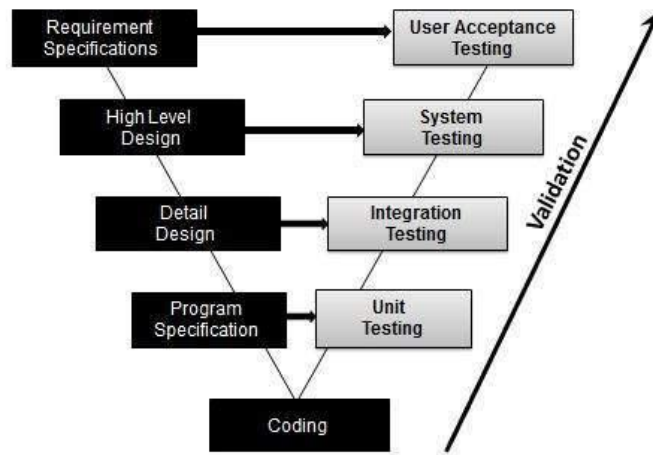 Requirement
Specifications
User Acceptance
Testing
High Level
Design
System
Testing
Detail
Design
Integration
Testing
Program
Specification
Unit
Testing
Coding
Validation